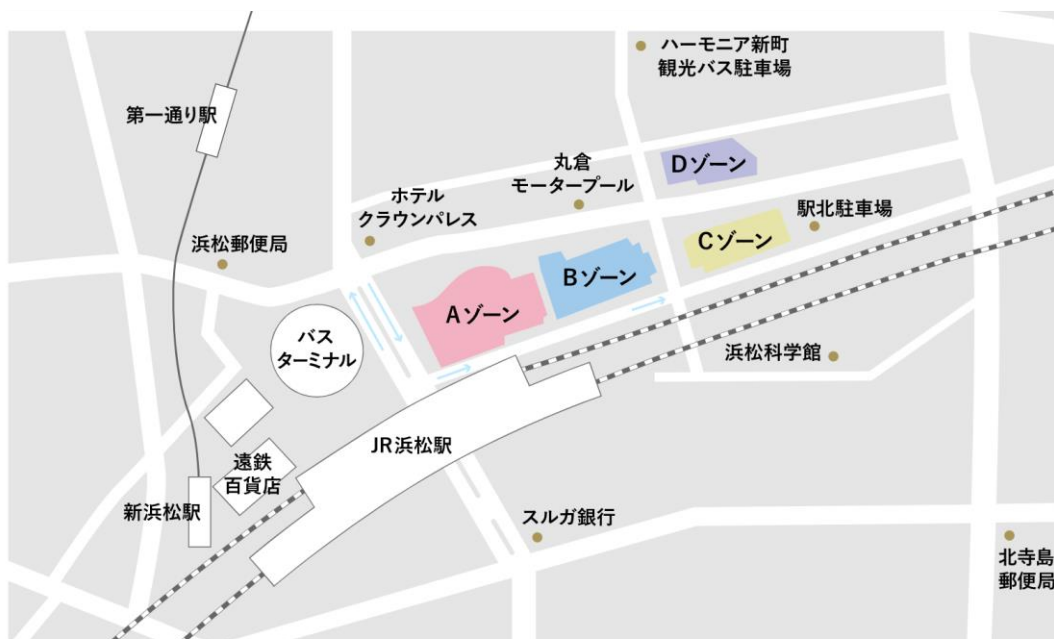 ハーモニア新町
観光バス駐車場
第一通り駅
Dゾーン
丸倉
モータープール
ホテル
クラウンパレス
駅北駐車場
Cゾーン
浜松郵便局
Bゾーン
Aゾーン
バス
ターミナル
浜松科学館
JR浜松駅
遠鉄
百貨店
新浜松駅
スルガ銀行
北寺島
郵便局